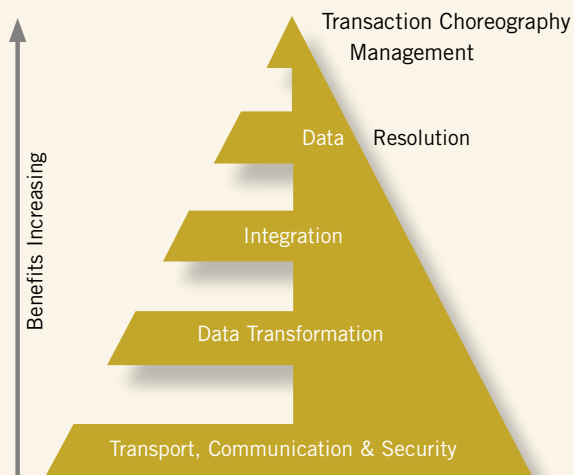 Transaction Choreography
Management
Data Resolution
Integration
Data Transformation
Transport, Communication & Security
Benefits Increasing